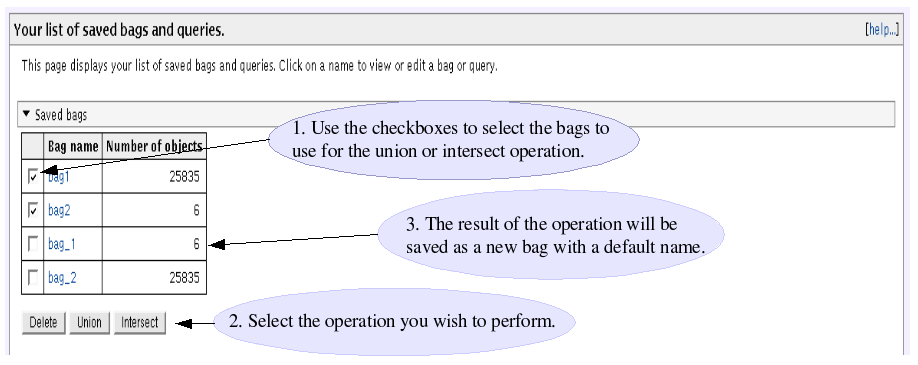 Your list of saved bags and queries. [help...]
This page displays your list of saved bags and queries. Click on a name to view or edit a bag or query.
Saved bags
1. Use the checkboxes to select the bags to
use for the union or intersect operation.
Bag name Number of objects
bag1 25835
bag2 6
3. The result of the operation will be
saved as a new bag with a default name.
bag_1 6
bag_2 25835
Delete Union Intersect
2. Select the operation you wish to perform.